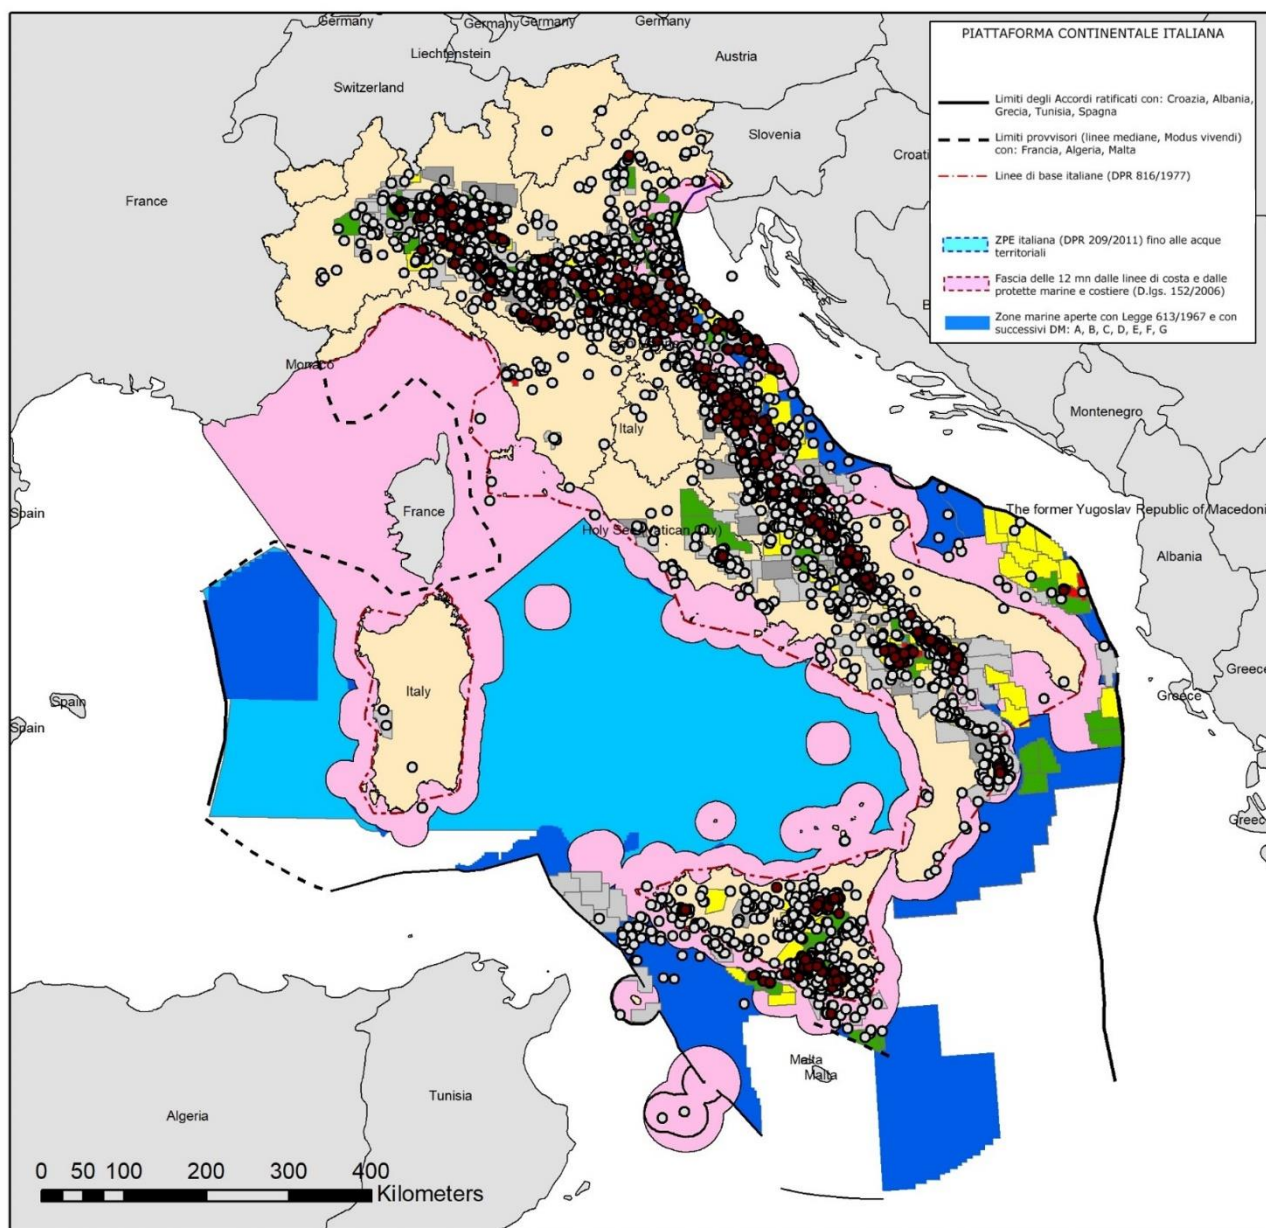 Germany
Germany
Germany
Germany
Liechtenstein
Austria
Switzerland
Slovenia
Croati
France
PIATTAFORMA CONTINENTALE ITALIANA
Limiti degli Accordi ratificati con: Croazia, Albania,
Grecia, Tunisia, Spagna
Limiti provvisori (linee mediane, Modus vivendi)
con: Francia, Algeria, Malta
Linee di base italiane (DPR 816/1977)
ZPE italiana (DPR 209/2011) fino alle acque
territoriali
Fascia delle 12 mn dalle linee di costa e dalle
protette marine e costiere (D.lgs. 152/2006)
Zone marine aperte con Legge 613/1967 e con
successivi DM: A, B, C, D, E, F, G
B
Monaco
Montenegro
Italy
France
Spain
The former Yugoslav Republic of Macedoni
Holy See (Vatican City)
Albania
Italy
Spain
Spain
Greece
Greece
Greece
Malta
Malta
Algeria
Tunisia
0 50 100 200 300 400
Kilometers